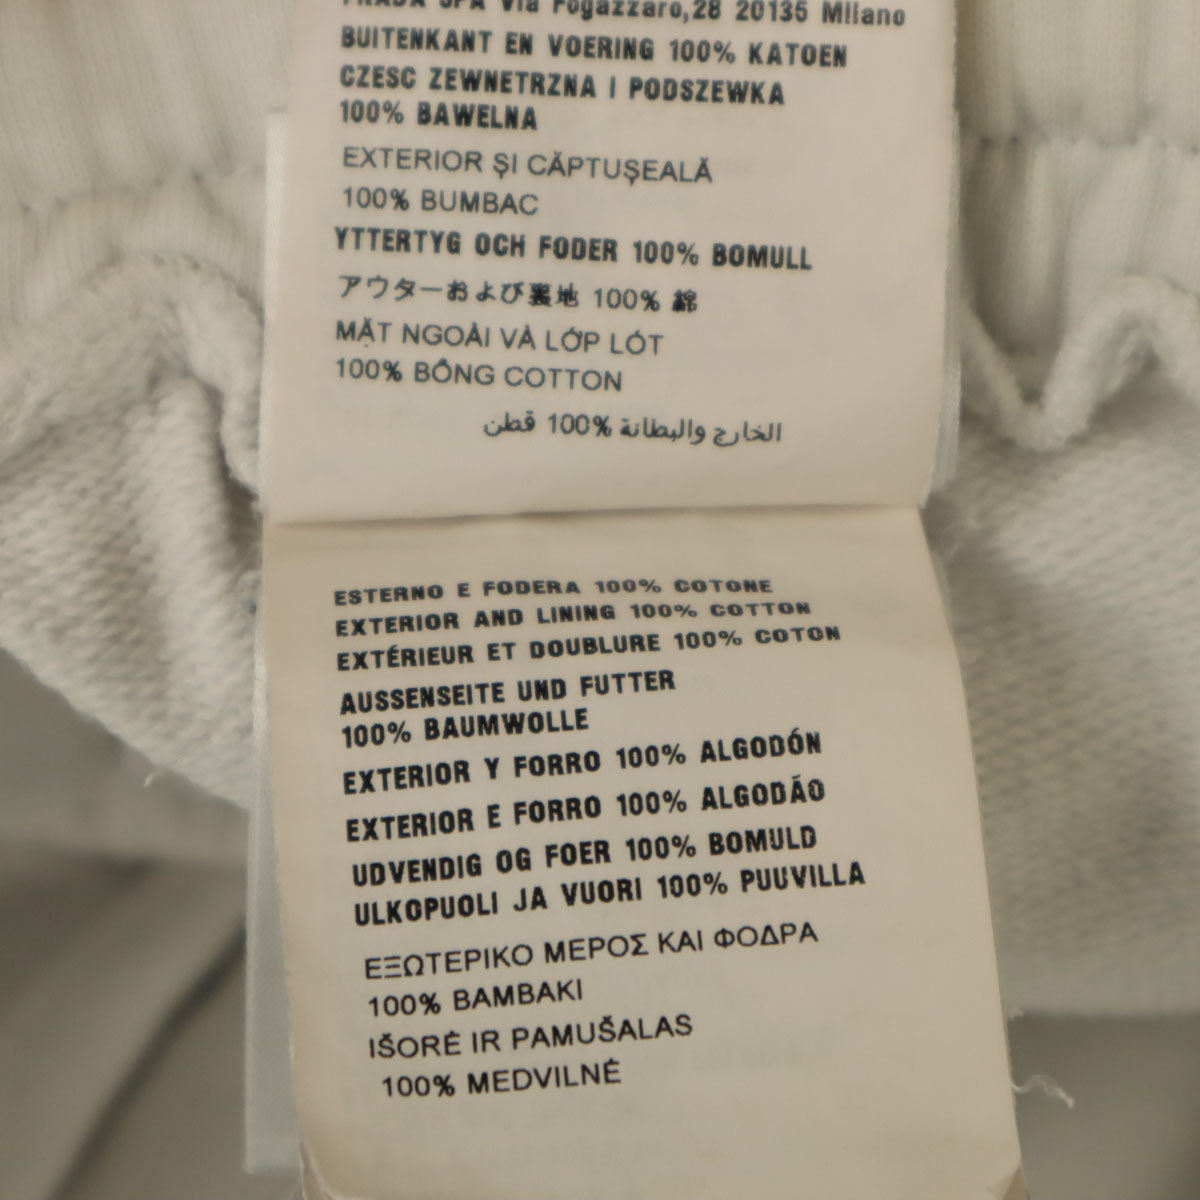 PRADA SPA Via Fogazzaro,28 20135 Milano
BUITENKANT EN VOERING 100% KATOEN
CZESC ZEWNETRZNA I PODSZEWKA
100% BAWELNA
EXTERIOR ŞI CĂPTUŞEALĂ
100% BUMBAC
YTTERTYG OCH FODER 100% BOMULL
アウターおよび裏地 100% 綿
MẶT NGOÀI VÀ LỚP LÓT
100% BÔNG COTTON
الخارج والبطانة %100 قطن
ESTERNO E FODERA 100% COTONE
EXTERIOR AND LINING 100% COTTON
EXTÉRIEUR ET DOUBLURE 100% COTON
AUSSENSEITE UND FUTTER
100% BAUMWOLLE
EXTERIOR Y FORRO 100% ALGODÓN
EXTERIOR E FORRO 100% ALGODÃO
UDVENDIG OG FOER 100% BOMULD
ULKOPUOLI JA VUORI 100% PUUVILLA
ΕΞΩΤΕΡΙΚΟ ΜΕΡΟΣ ΚΑΙ ΦΟΔΡΑ
100% ΒΑΜΒΑΚΙ
IŠORĖ IR PAMUŠALAS
100% MEDVILNĖ